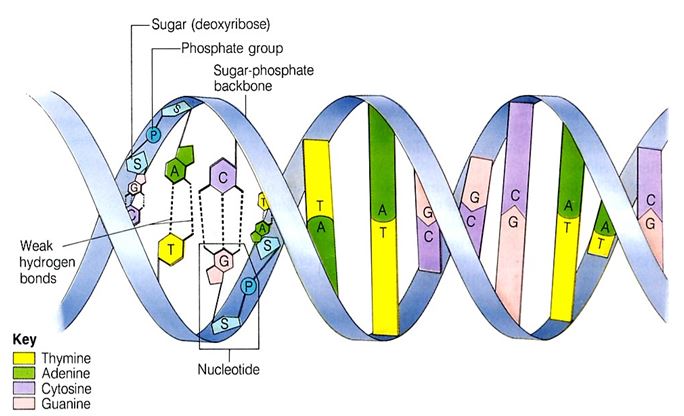 Sugar (deoxyribose)
Phosphate group
Sugar-phosphate
backbone
S
P
S
G
C
A
T
C
G
T
A
S
P
S
Weak
hydrogen
bonds
Nucleotide
T
A
A
T
G
C
G
C
C
G
A
T
A
T
C
G
Key
Thymine
Adenine
Cytosine
Guanine